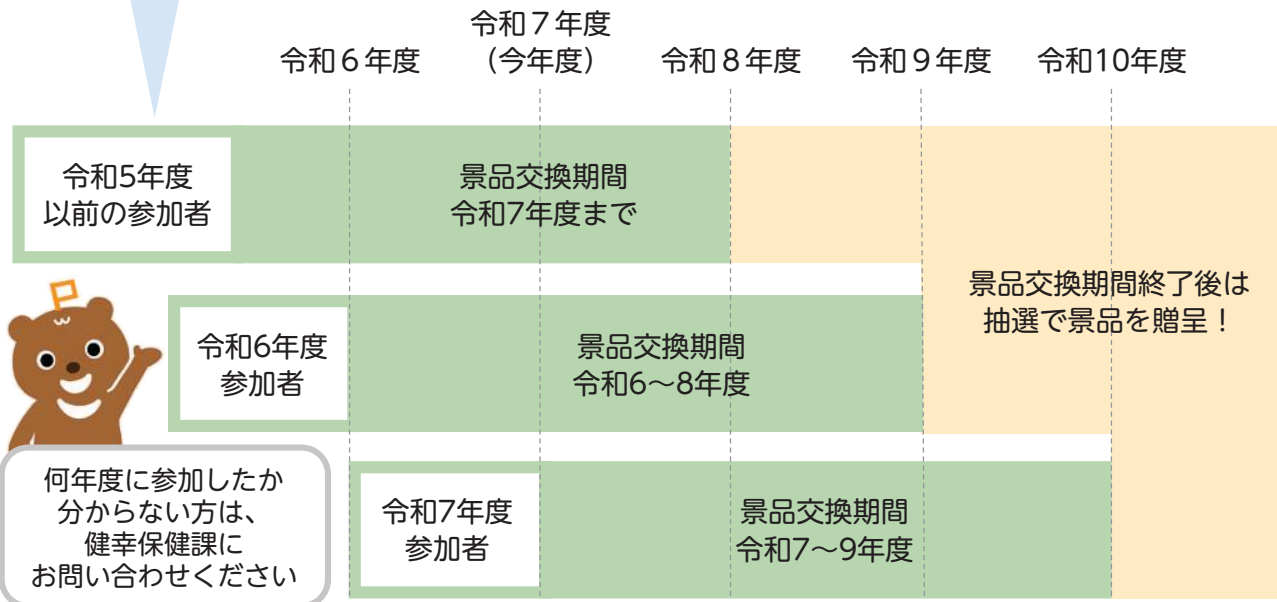 令和6年度
令和7年度
(今年度)
令和8年度
令和9年度
令和10年度
令和5年度
以前の参加者
景品交換期間
令和7年度まで
景品交換期間終了後は
抽選で景品を贈呈!
P
令和6年度
参加者
景品交換期間
令和6~8年度
何年度に参加したか
分からない方は、
健幸保健課に
お問い合わせください
令和7年度
参加者
景品交換期間
令和7~9年度